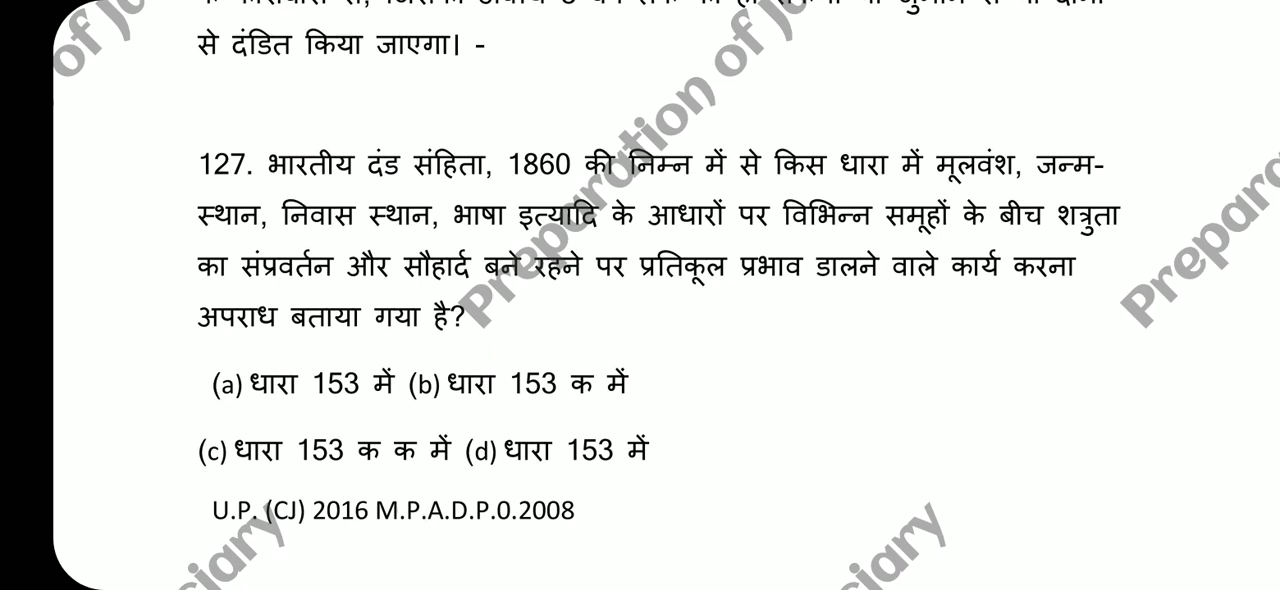 से दंडित किया जाएगा। -
127. भारतीय दंड संहिता, 1860 की निम्न में से किस धारा में मूलवंश, जन्म-
स्थान, निवास स्थान, भाषा इत्यादि के आधारों पर विभिन्न समूहों के बीच शत्रुता
का संप्रवर्तन और सौहार्द बने रहने पर प्रतिकूल प्रभाव डालने वाले कार्य करना
अपराध बताया गया है?
(a) धारा 153 में (b) धारा 153 क में
(c) धारा 153 क क में (d) धारा 153 में
U.P. (CJ) 2016 M.P.A.D.P.0.2008
Preparation of